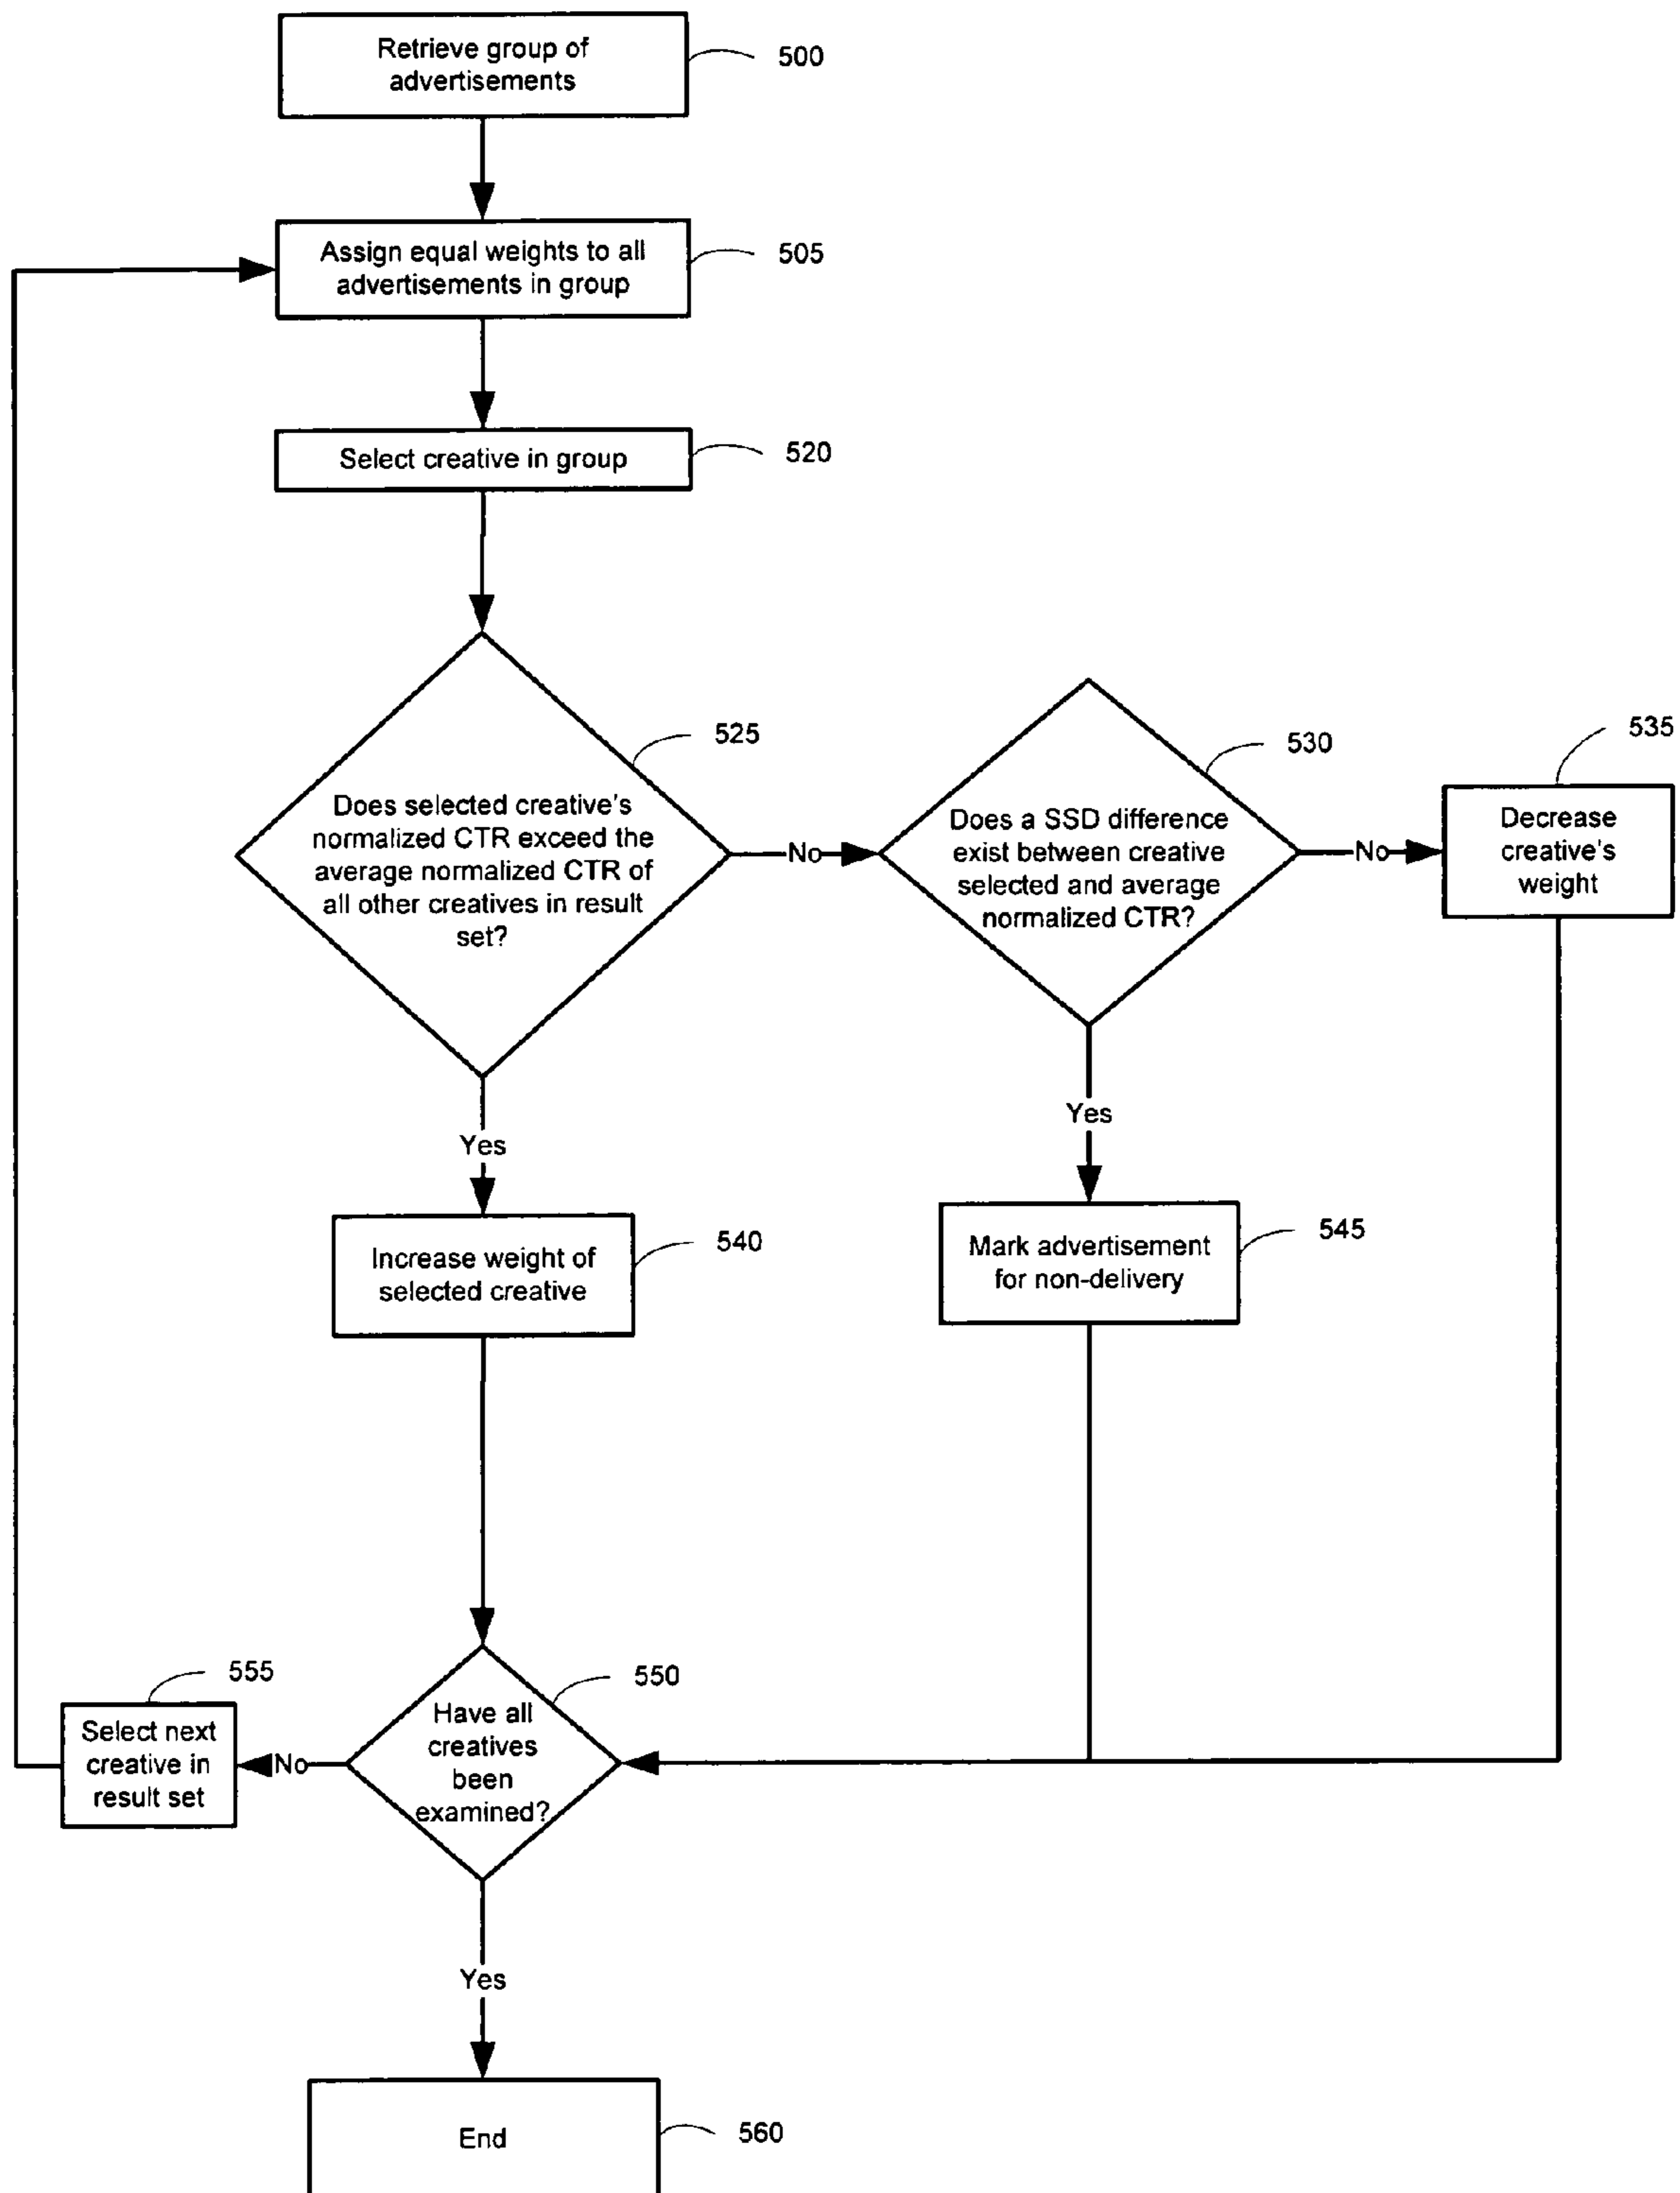 Retrieve group of
advertisements
500
Assign equal weights to all
advertisements in group
505
Select creative in group
520
Does selected creative's
normalized CTR exceed the
average normalized CTR of
all other creatives in result
set?
525
No
Does a SSD difference
exist between creative
selected and average
normalized CTR?
530
No
Decrease
creative's
weight
535
Yes
Yes
Increase weight of
selected creative
540
Mark advertisement
for non-delivery
545
Have all
creatives
been
examined?
550
No
Select next
creative in
result set
555
Yes
End
560